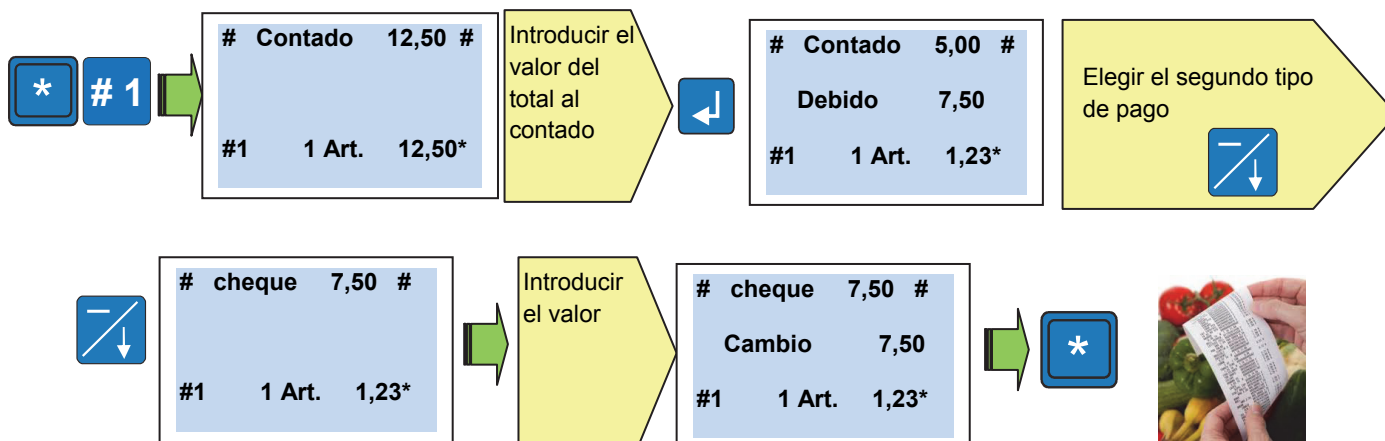 * # 1
# Contado 12,50 #
#1 1 Art. 12,50*
Introducir el
valor del
total al
contado
# Contado 5,00 #
Debido 7,50
#1 1 Art. 1,23*
Elegir el segundo tipo
de pago
# cheque 7,50 #
#1 1 Art. 1,23*
Introducir
el valor
# cheque 7,50 #
Cambio 7,50
#1 1 Art. 1,23*
*